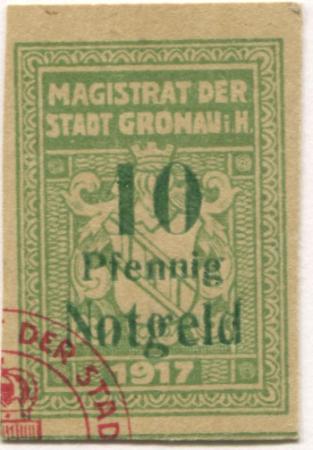 MAGISTRAT DER
STADT GRONAU i. H.
10
Pfennig
Notgeld
1917
DER STAD